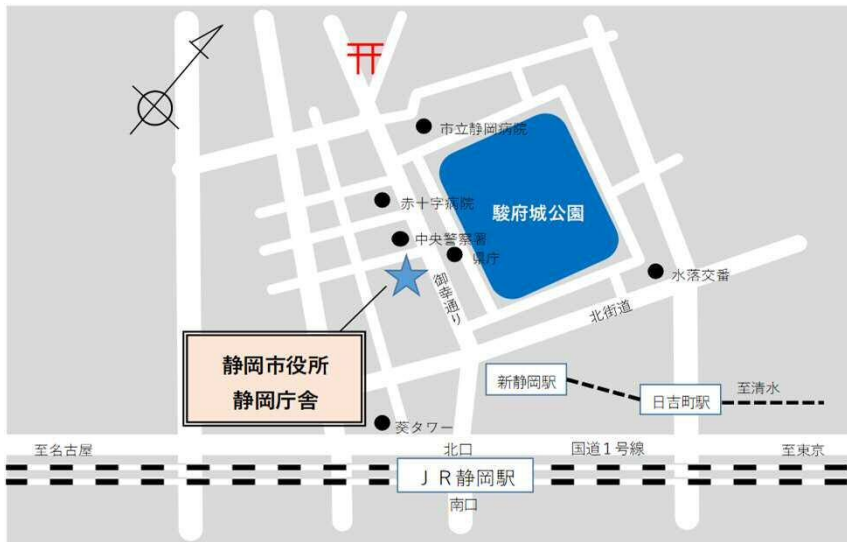 市立静岡病院
赤十字病院
駿府城公園
中央警察署
県庁
御幸通り
水落交番
北街道
静岡市役所
静岡庁舎
新静岡駅
日吉町駅
至清水
葵タワー
至名古屋
北口
国道1号線
至東京
ＪＲ静岡駅
南口